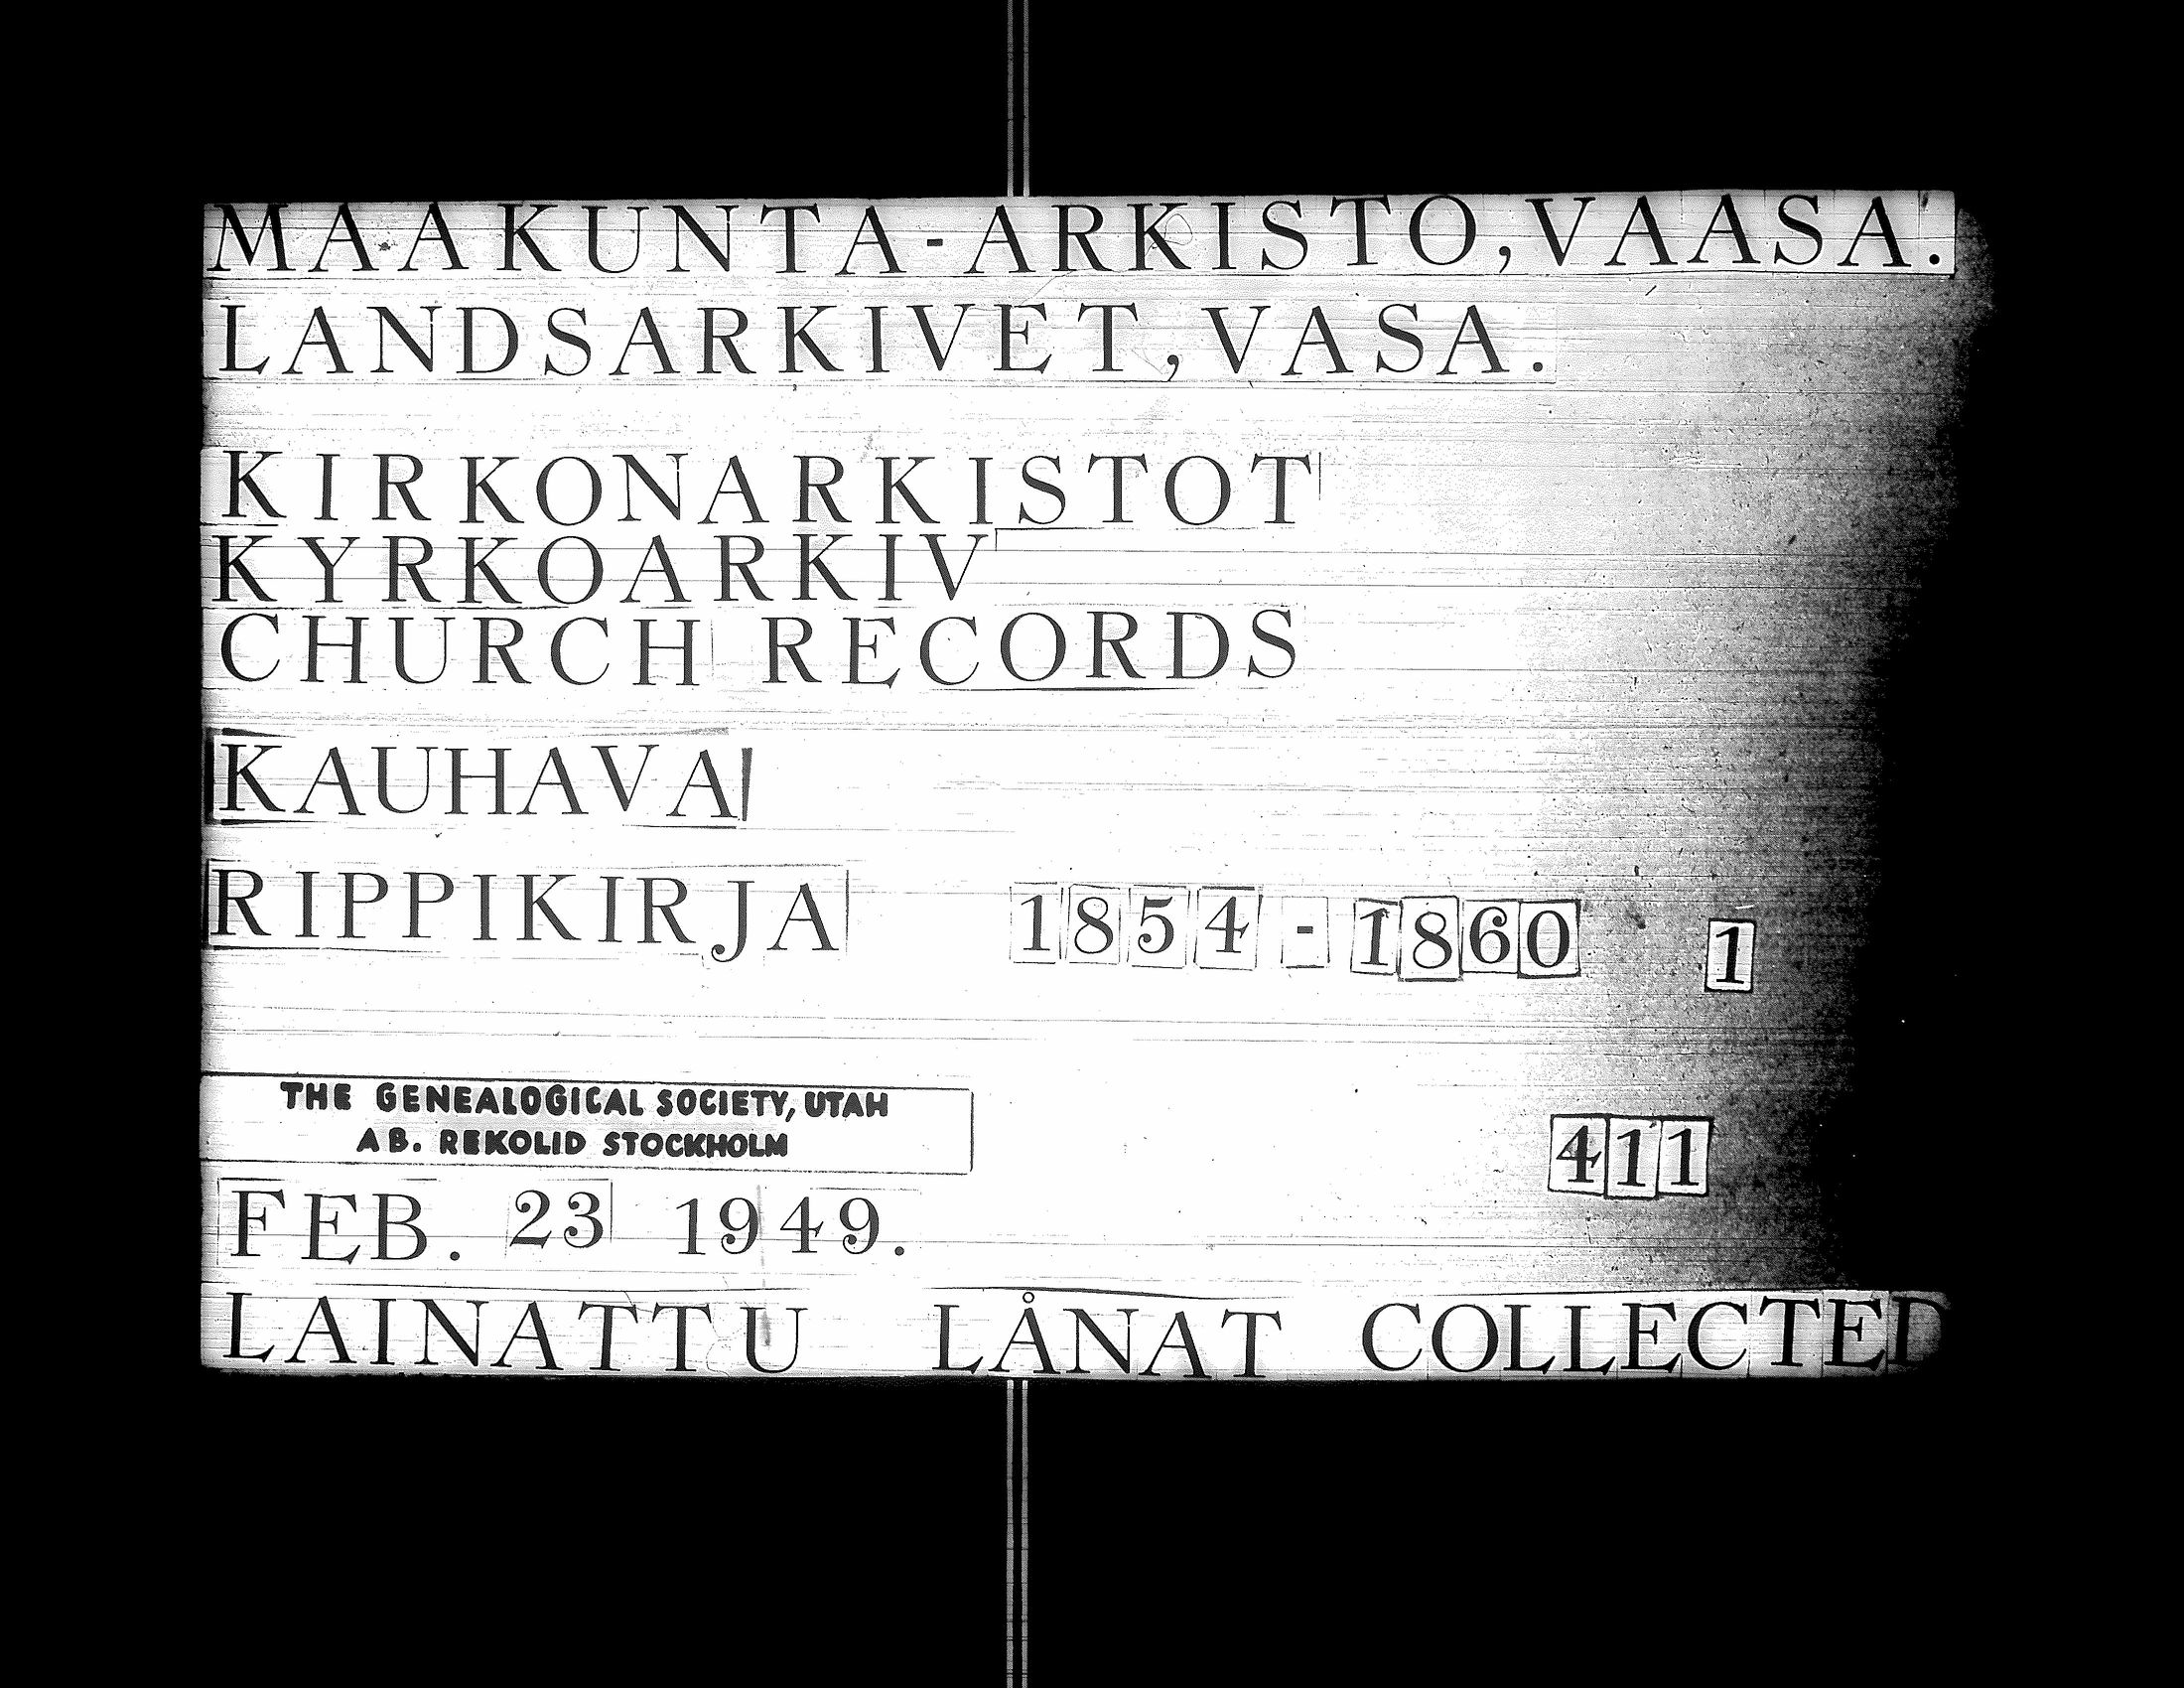 MAAKUNTA-ARKISTO, VAASA.
LANDSARKIVET, VASA.
KIRKONARKISTOT
KYRKOARKIV
CHURCH RECORDS
KAUHAVA
RIPPIKIRJA 1854 - 1860 1
THE GENEALOGICAL SOCIETY, UTAH
AB. REKOLID STOCKHOLM
411
FEB. 23 1949.
LAINATTU LÅNAT COLLECTED